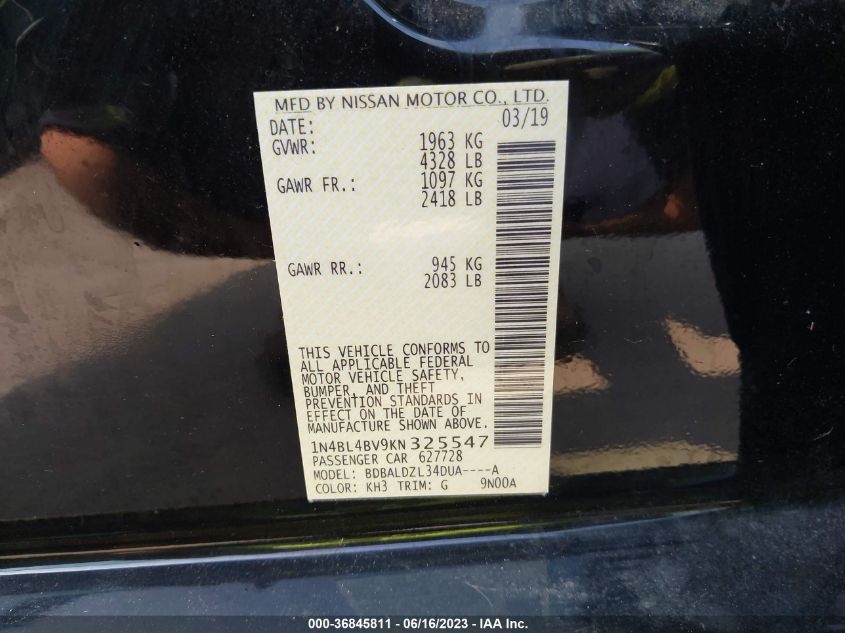 MFD BY NISSAN MOTOR CO., LTD.
DATE: 03/19
GVWR: 1963 KG
4328 LB
GAWR FR.: 1097 KG
2418 LB
GAWR RR.: 945 KG
2083 LB
THIS VEHICLE CONFORMS TO
ALL APPLICABLE FEDERAL
MOTOR VEHICLE SAFETY,
BUMPER, AND THEFT
PREVENTION STANDARDS IN
EFFECT ON THE DATE OF
MANUFACTURE SHOWN ABOVE.
1N4BL4BV9KN325547
PASSENGER CAR 627728
MODEL: BDBALDZL34DUA----A
COLOR: KH3 TRIM: G 9N00A
000-36845811 - 06/16/2023 - IAA Inc.